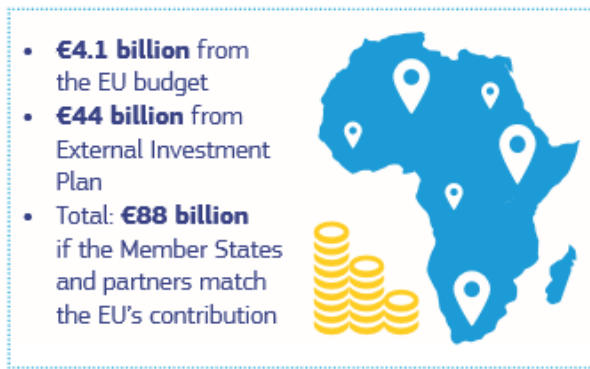 • €4.1 billion from
the EU budget
• €44 billion from
External Investment
Plan
• Total: €88 billion
if the Member States
and partners match
the EU's contribution